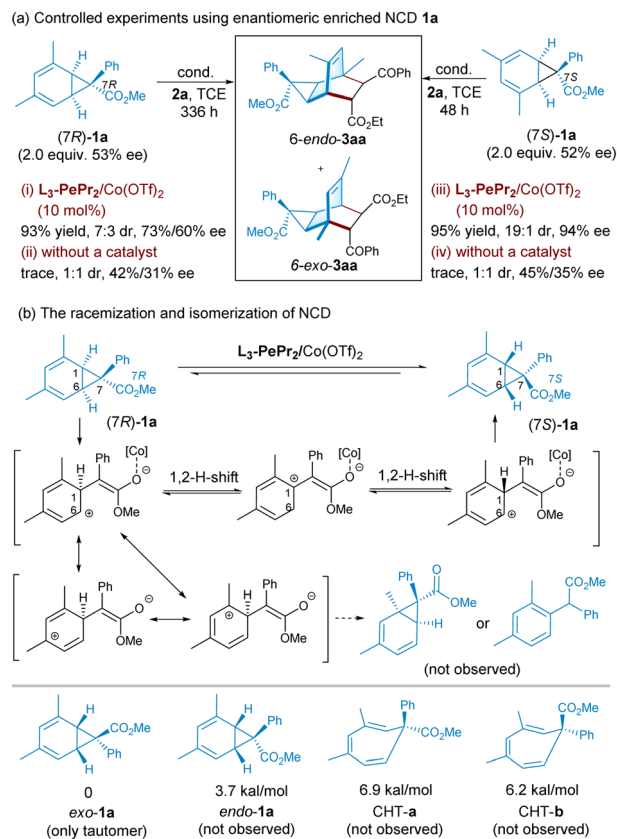 (a) Controlled experiments using enantiomeric enriched NCD 1a
H
Ph
7R
CO2Me
H
(7R)-1a
(2.0 equiv. 53% ee)
cond.
2a, TCE
336 h
Ph
COPh
MeO2C
CO2Et
6-endo-3aa
+
CO2Et
Ph
MeO2C
COPh
6-exo-3aa
cond.
2a, TCE
48 h
H
Ph
7S
CO2Me
H
(7S)-1a
(2.0 equiv. 52% ee)
(i) L3-PePr2/Co(OTf)2
(10 mol%)
93% yield, 7:3 dr, 73%/60% ee
(ii) without a catalyst
trace, 1:1 dr, 42%/31% ee
(iii) L3-PePr2/Co(OTf)2
(10 mol%)
95% yield, 19:1 dr, 94% ee
(iv) without a catalyst
trace, 1:1 dr, 45%/35% ee
(b) The racemization and isomerization of NCD
H
Ph
1
7R
6
7
CO2Me
H
(7R)-1a
L3-PePr2/Co(OTf)2
H
Ph
1
7S
6
7
CO2Me
H
(7S)-1a
[Co]
H
Ph
O
⊖
6
⊕
OMe
1,2-H-shift
[Co]
Ph
O
⊖
⊕
1
6
OMe
1,2-H-shift
[Co]
H
Ph
O
⊖
1
6
⊕
OMe
H
Ph
O
⊖
⊕
OMe
H
Ph
O
⊖
⊕
OMe
Ph
O
OMe
H
or
CO2Me
Ph
(not observed)
H
CO2Me
Ph
H
0
exo-1a
(only tautomer)
H
Ph
CO2Me
H
3.7 kal/mol
endo-1a
(not observed)
Ph
CO2Me
6.9 kal/mol
CHT-a
(not observed)
CO2Me
Ph
6.2 kal/mol
CHT-b
(not observed)